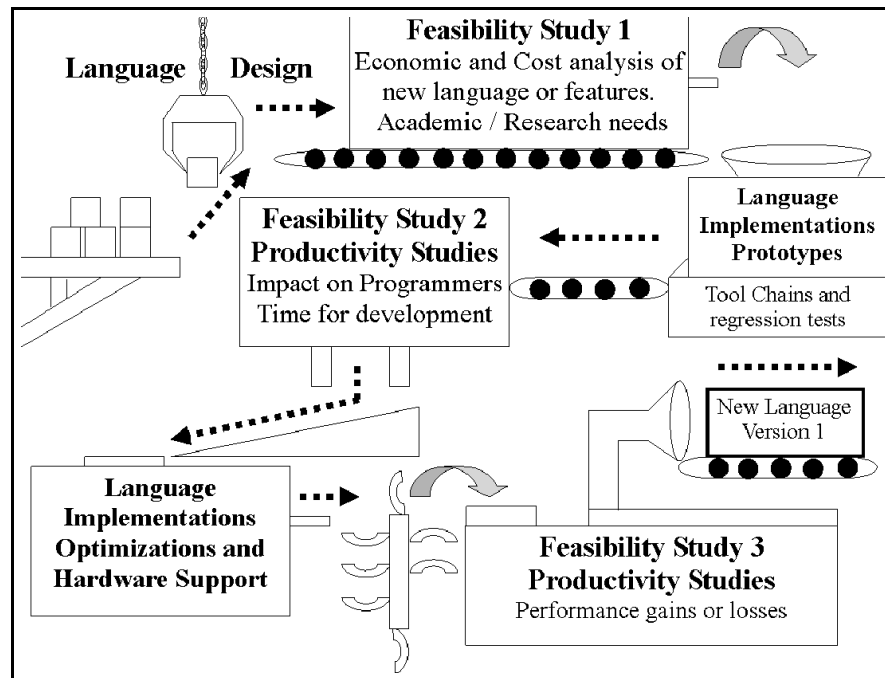 Language Design
Feasibility Study 1
Economic and Cost analysis of
new language or features.
Academic / Research needs
Language
Implementations
Prototypes
Tool Chains and
regression tests
Feasibility Study 2
Productivity Studies
Impact on Programmers
Time for development
Language
Implementations
Optimizations and
Hardware Support
Feasibility Study 3
Productivity Studies
Performance gains or losses
New Language
Version 1